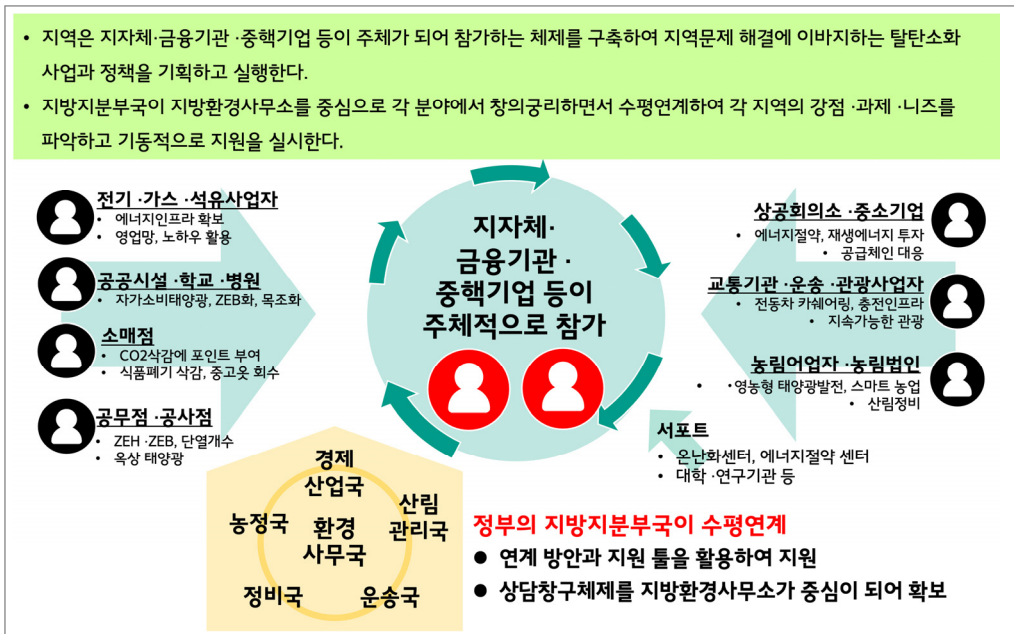 • 지역은 지자체·금융기관 ·중핵기업 등이 주체가 되어 참가하는 체제를 구축하여 지역문제 해결에 이바지하는 탈탄소화
사업과 정책을 기획하고 실행한다.
• 지방지분부국이 지방환경사무소를 중심으로 각 분야에서 창의궁리하면서 수평연계하여 각 지역의 강점 ·과제 ·니즈를
파악하고 기동적으로 지원을 실시한다.
전기 ·가스 ·석유사업자
• 에너지인프라 확보
• 영업망, 노하우 활용
공공시설 ·학교 ·병원
• 자가소비태양광, ZEB화, 목조화
소매점
• CO2삭감에 포인트 부여
• 식품폐기 삭감, 중고옷 회수
공무점 ·공사점
• ZEH ·ZEB, 단열개수
• 옥상 태양광
지자체·
금융기관 ·
중핵기업 등이
주체적으로 참가
상공회의소 ·중소기업
• 에너지절약, 재생에너지 투자
• 공급체인 대응
교통기관 ·운송 ·관광사업자
• 전동차 카쉐어링, 충전인프라
• 지속가능한 관광
농림어업자 ·농림법인
• ·영농형 태양광발전, 스마트 농업
• 산림정비
서포트
• 온난화센터, 에너지절약 센터
• 대학 ·연구기관 등
경제
산업국
농정국
환경
사무국
산림
관리국
정비국
운송국
정부의 지방지분부국이 수평연계
● 연계 방안과 지원 툴을 활용하여 지원
● 상담창구체제를 지방환경사무소가 중심이 되어 확보